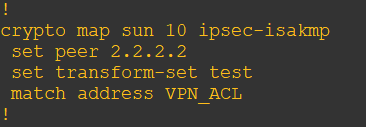 !
crypto map sun 10 ipsec-isakmp
 set peer 2.2.2.2
 set transform-set test
 match address VPN_ACL
!